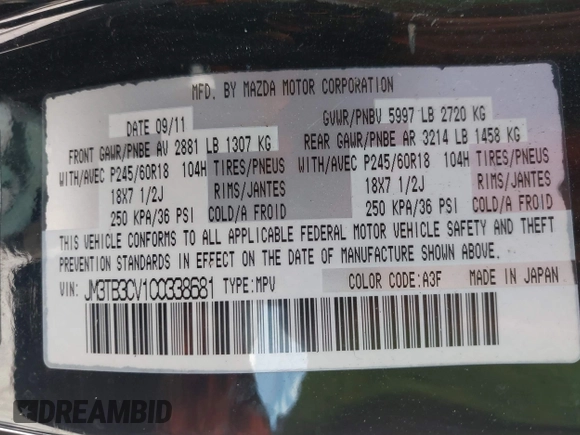 MFD. BY MAZDA MOTOR CORPORATION
DATE 09/11 GVWR/PNBV 5997 LB 2720 KG
FRONT GAWR/PNBE AV 2881 LB 1307 KG REAR GAWR/PNBE AR 3214 LB 1458 KG
WITH/AVEC P245/60R18 104H TIRES/PNEUS WITH/AVEC P245/60R18 104H TIRES/PNEUS
18X7 1/2J RIMS/JANTES 18X7 1/2J RIMS/JANTES
250 KPA/36 PSI COLD/A FROID 250 KPA/36 PSI COLD/A FROID
THIS VEHICLE CONFORMS TO ALL APPLICABLE FEDERAL MOTOR VEHICLE SAFETY AND THEFT
PREVENTION STANDARDS IN EFFECT ON THE DATE OF MANUFACTURE SHOWN ABOVE.
VIN: JM3TB3CV1C0338681 TYPE: MPV COLOR CODE: A3F MADE IN JAPAN
DREAMBID